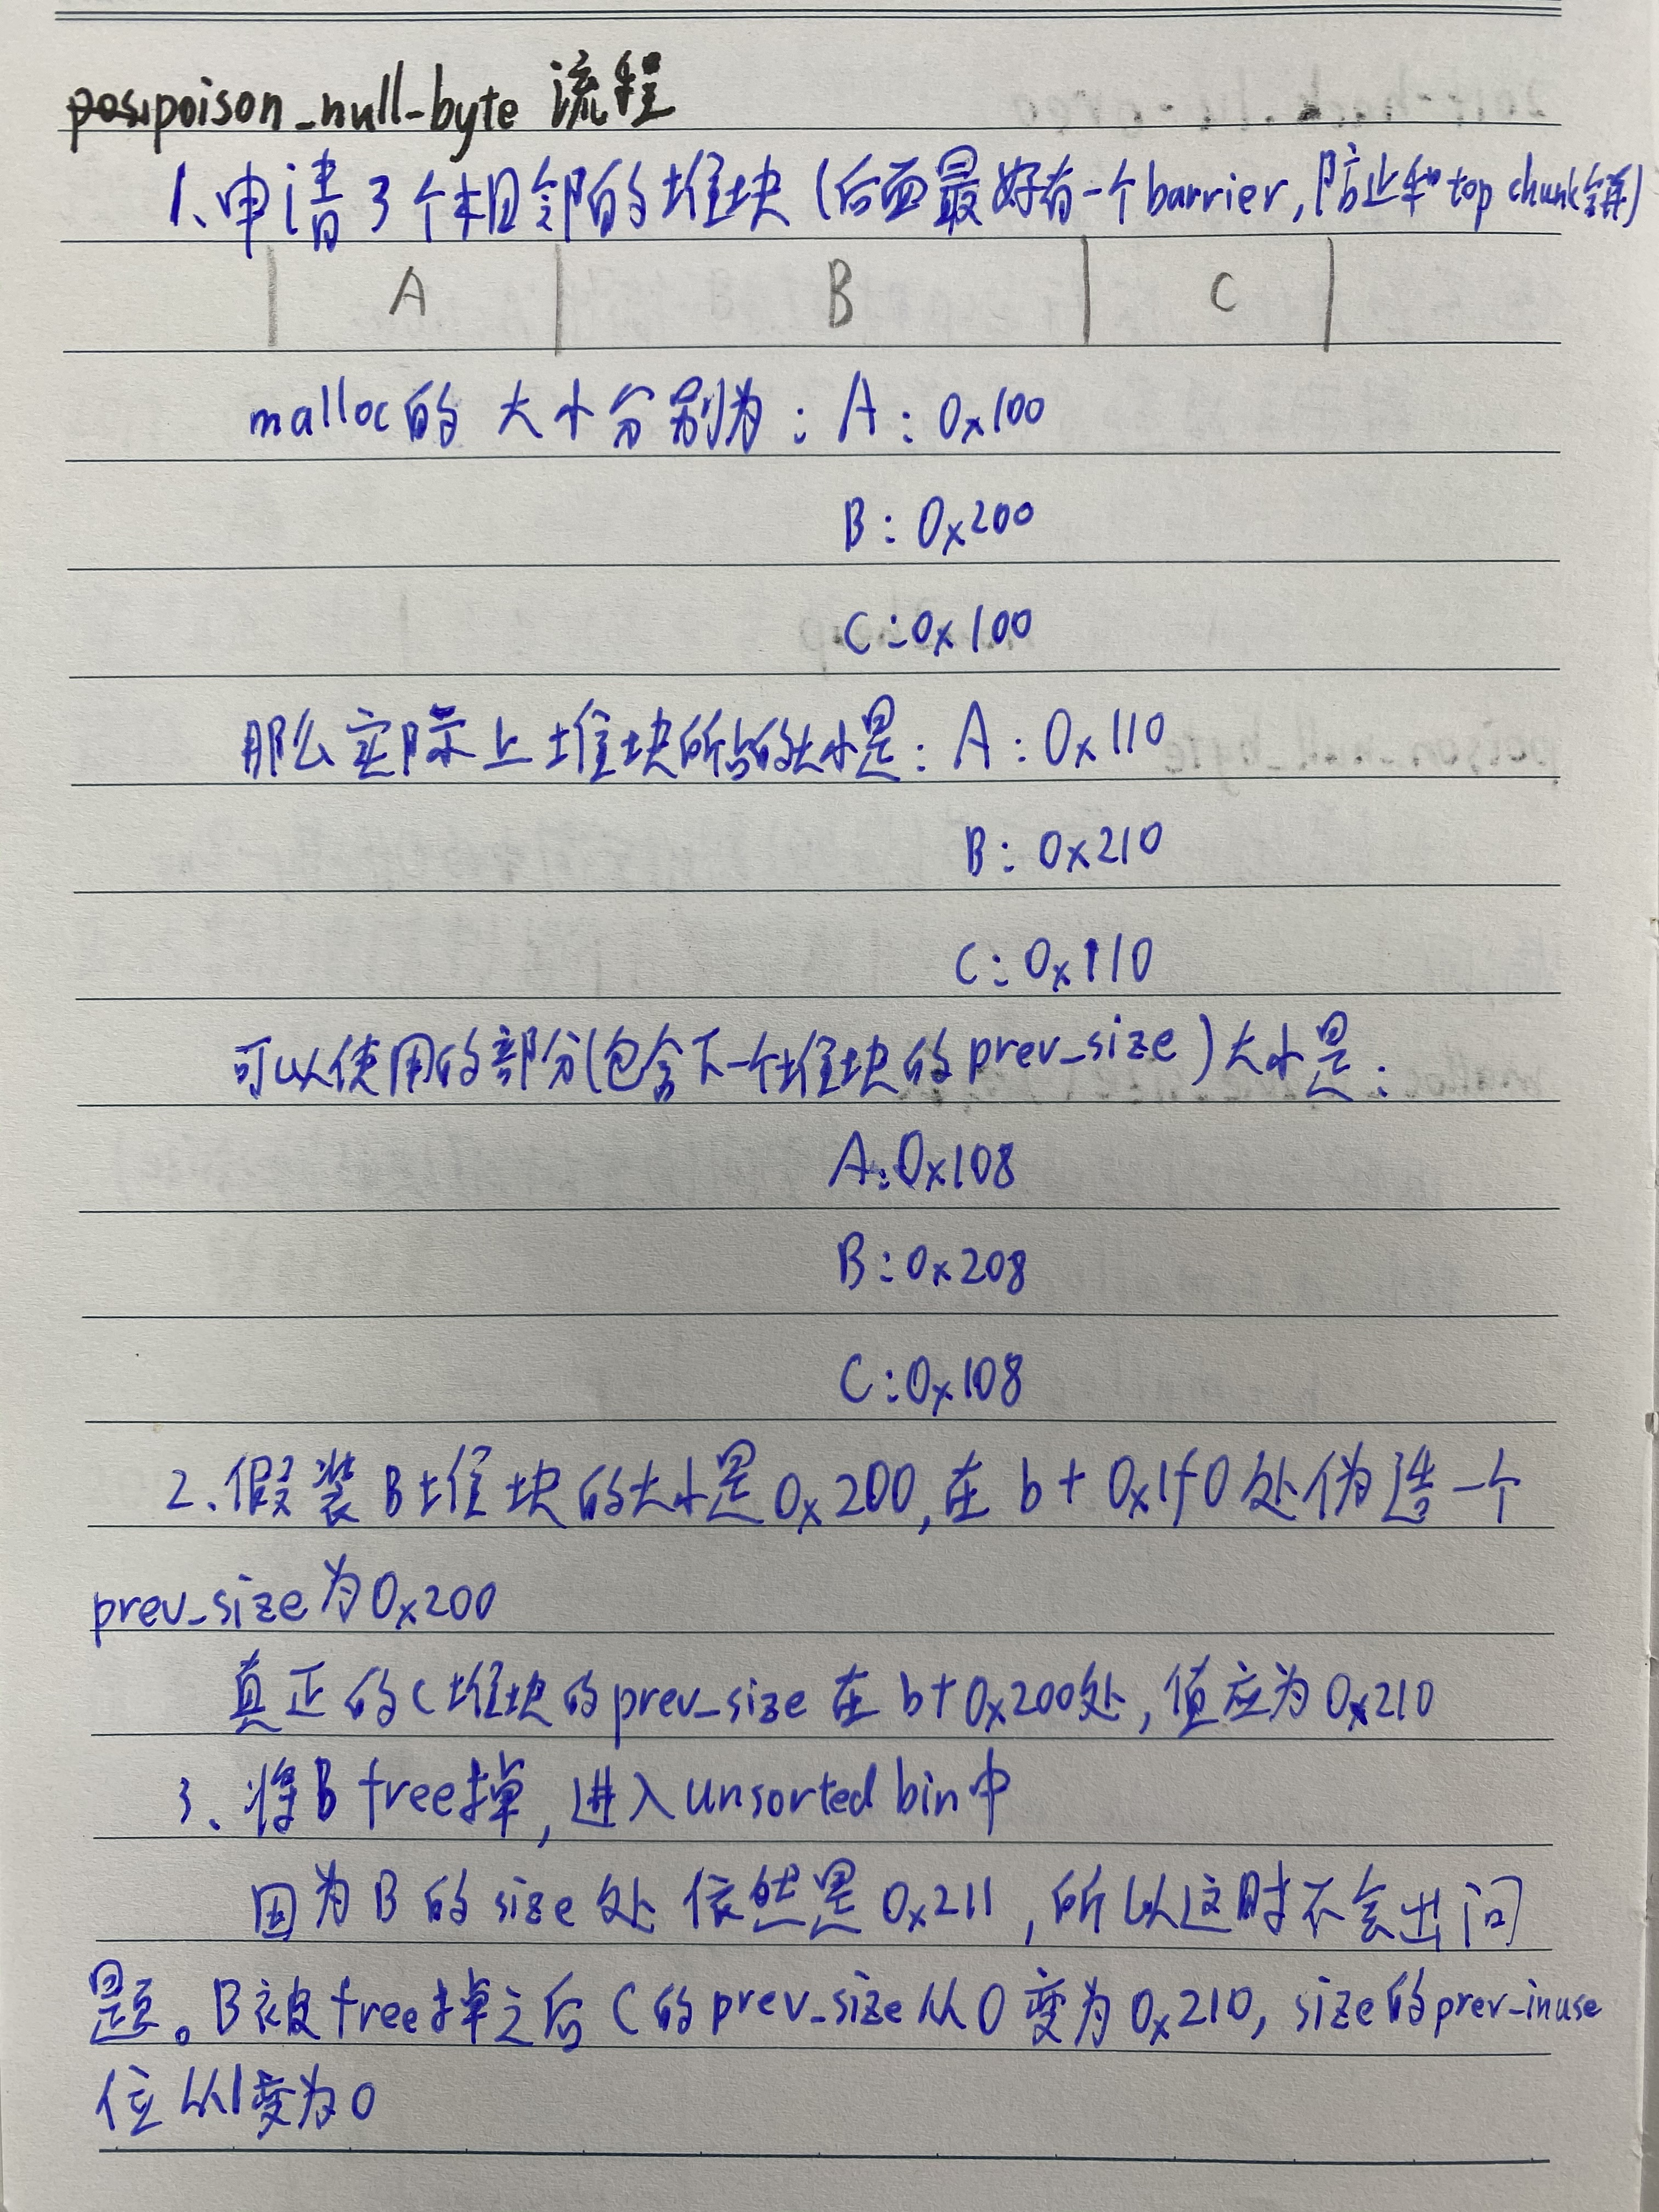 poison_null-byte 流程
1、申请3个相邻的堆块(后面最好有一个barrier,防止和top chunk合并)
A B C
malloc的大小分别为:A:0x100
B:0x200
C:0x100
那么实际上堆块所占的大小是:A:0x110
B:0x210
C:0x110
可以使用的部分(包含下一个堆块的prev_size)大小是:
A:0x108
B:0x208
C:0x108
2、假装B堆块的大小是0x200,在b+0x1f0处伪造一个
prev_size为0x200
真正的C堆块的prev_size在b+0x200处,值应为0x210
3、将B free掉,进入unsorted bin中
因为B的size处依然是0x211,所以这时不会出问
题。B被free掉之后C的prev_size从0变为0x210,size的prev-inuse
位从1变为0